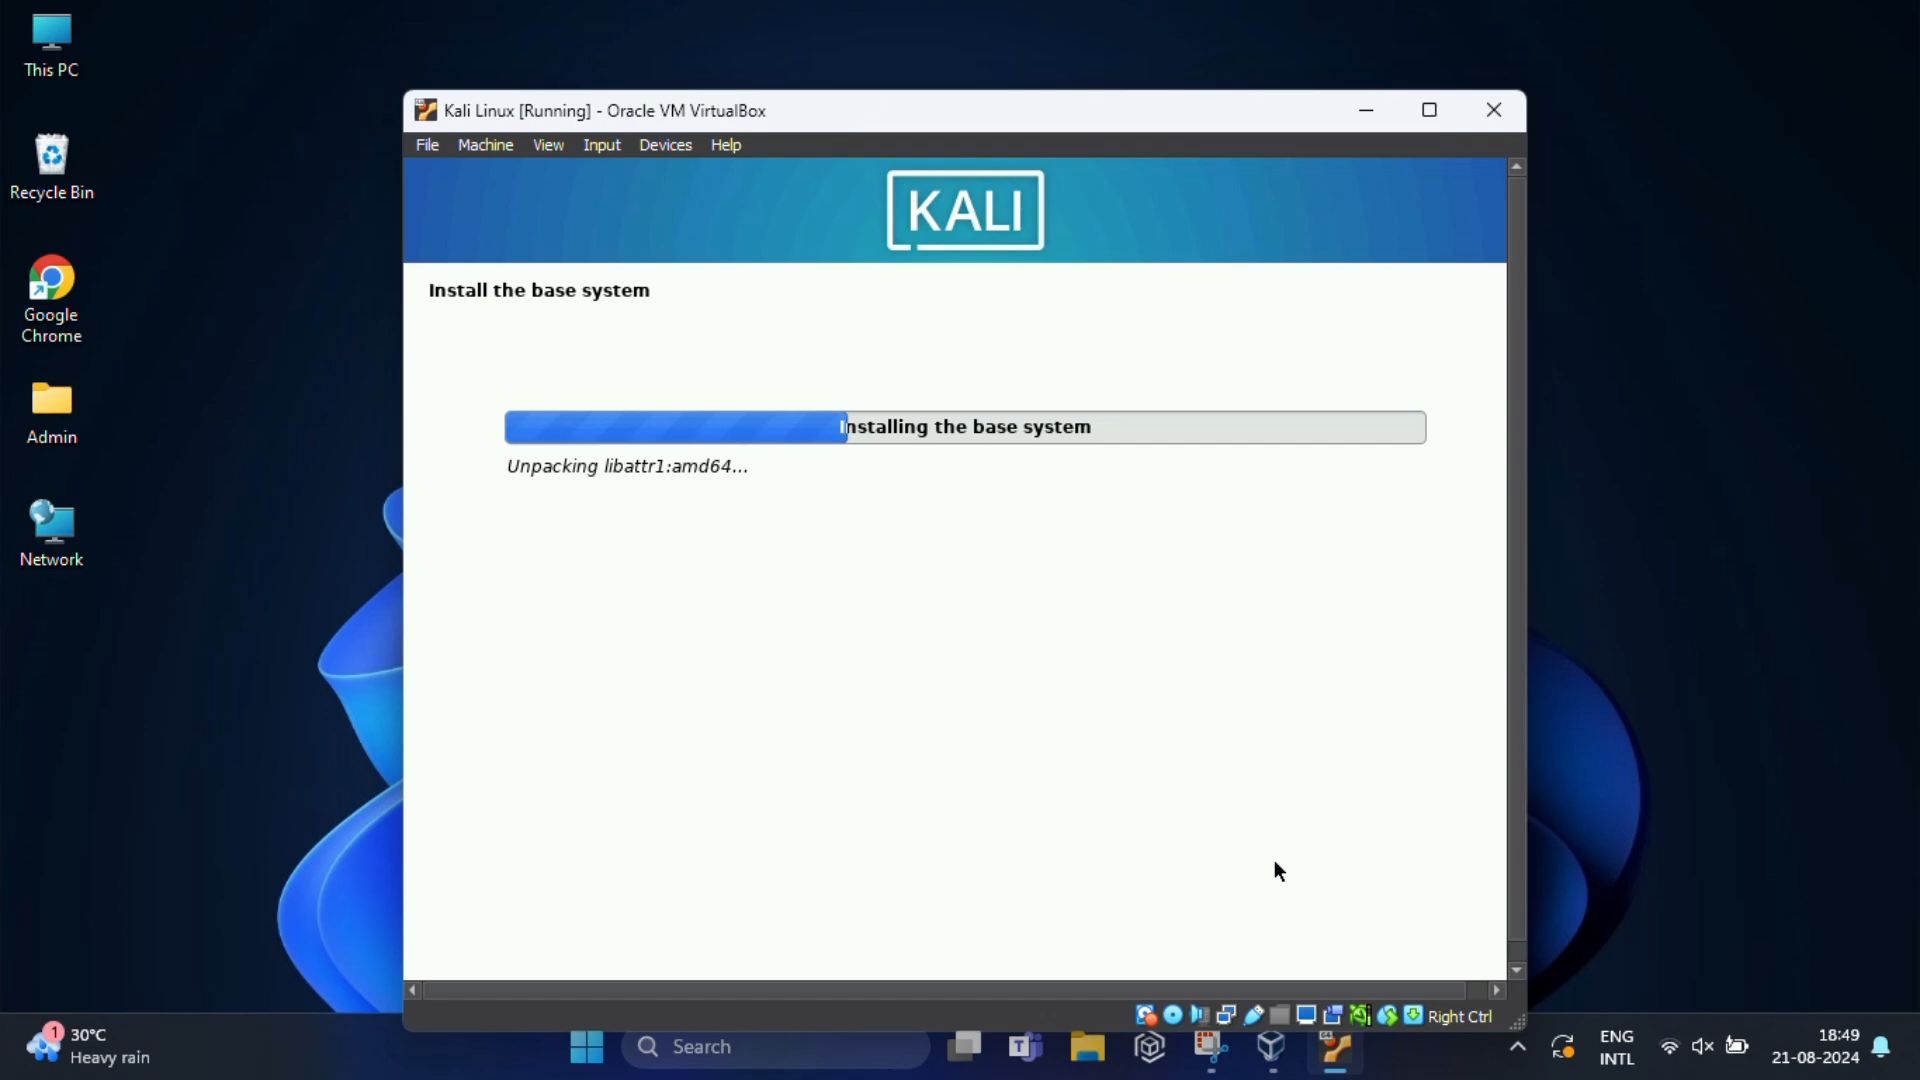 This PC
Recycle Bin
Google
Chrome
Admin
Network
Kali Linux [Running] - Oracle VM VirtualBox
File Machine View Input Devices Help
KALI
Install the base system
Installing the base system
Unpacking libattr1:amd64...
Right Ctrl
1
30°C
Heavy rain
Search
T
ENG
INTL
18:49
21-08-2024